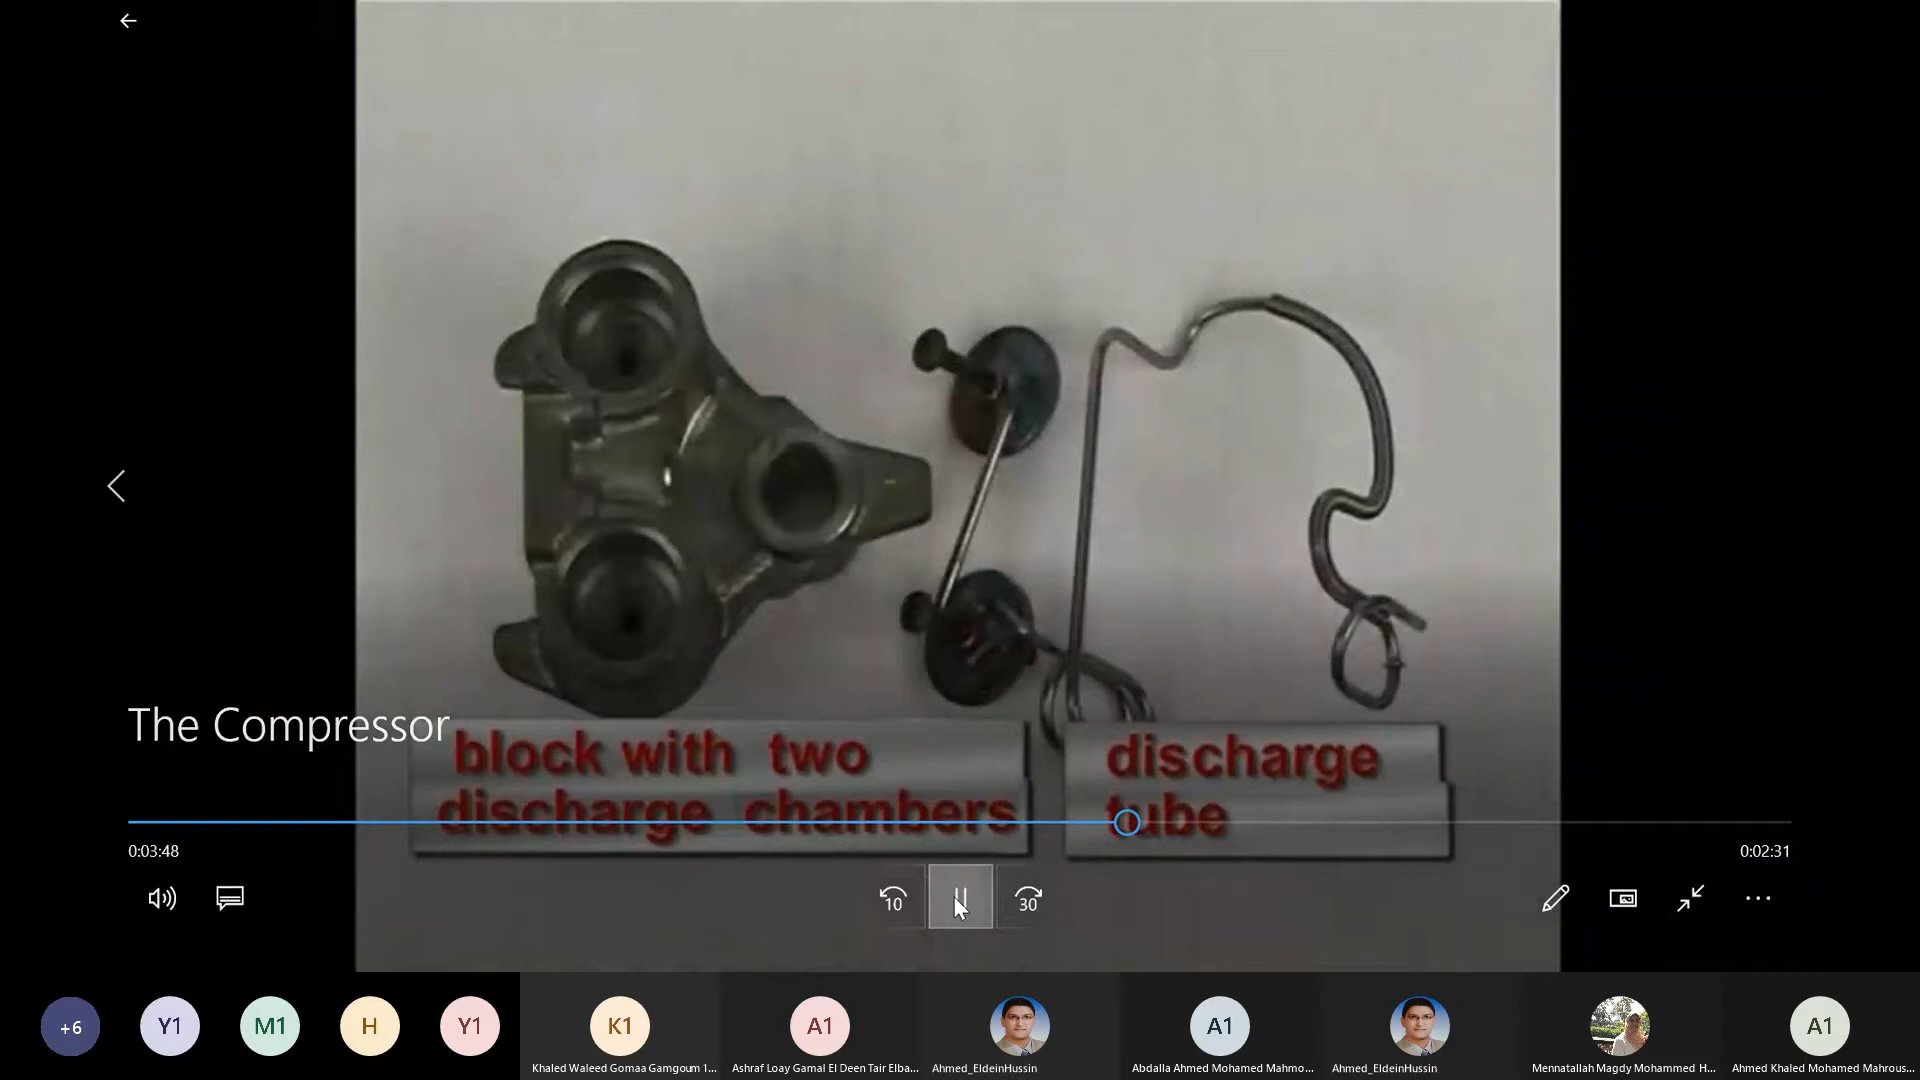 The Compressor
block with two
discharge chambers
discharge
tube
0:03:48
0:02:31
10
30
+6
Y1
M1
H
Y1
K1
A1
A1
A1
Khaled Waleed Gomaa Gamgoum 1...
Ashraf Loay Gamal El Deen Tair Elba...
Ahmed_EldeinHussin
Abdalla Ahmed Mohamed Mahmo...
Ahmed_EldeinHussin
Mennatallah Magdy Mohammed H...
Ahmed Khaled Mohamed Mahrous...